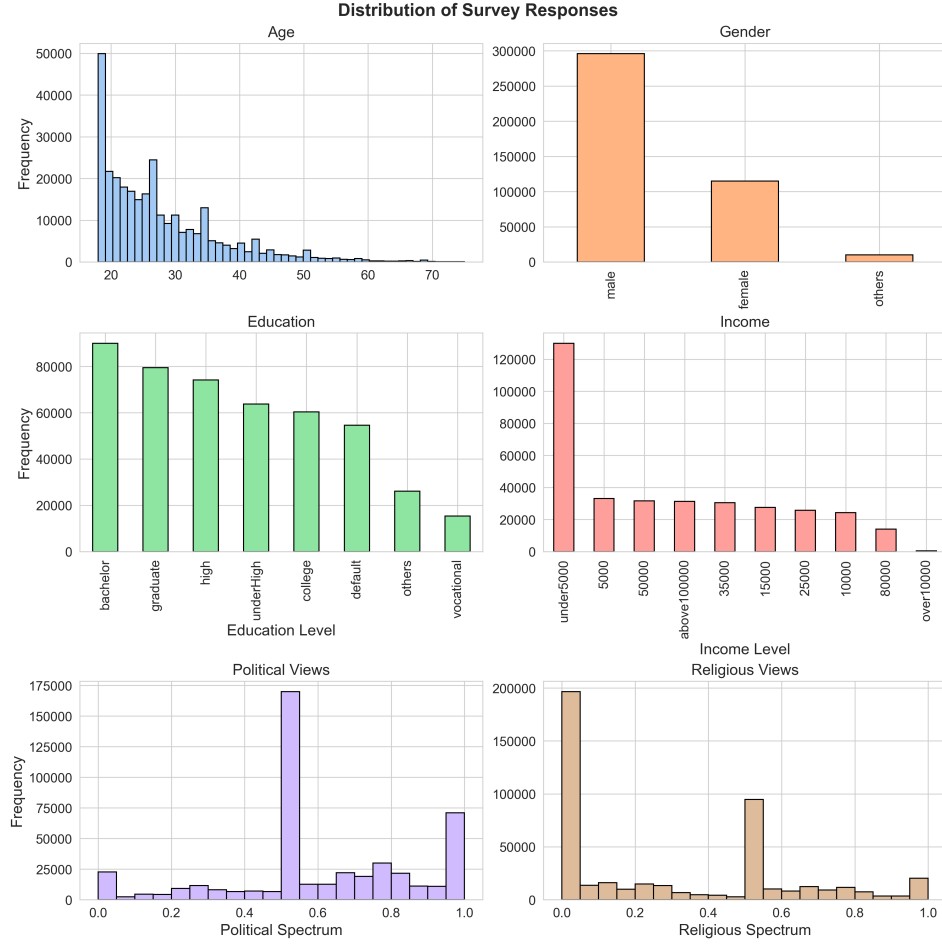 Distribution of Survey Responses
Age
50000
40000
30000
20000
10000
0
Frequency
20 30 40 50 60 70
Gender
300000
250000
200000
150000
100000
50000
0
male female others
Education
80000
60000
40000
20000
0
Frequency
bachelor graduate high underHigh college default others vocational
Education Level
Income
120000
100000
80000
60000
40000
20000
0
under5000 5000 50000 above100000 35000 15000 25000 10000 80000 over10000
Income Level
Political Views
175000
150000
125000
100000
75000
50000
25000
0
Frequency
0.0 0.2 0.4 0.6 0.8 1.0
Political Spectrum
Religious Views
200000
150000
100000
50000
0
0.0 0.2 0.4 0.6 0.8 1.0
Religious Spectrum